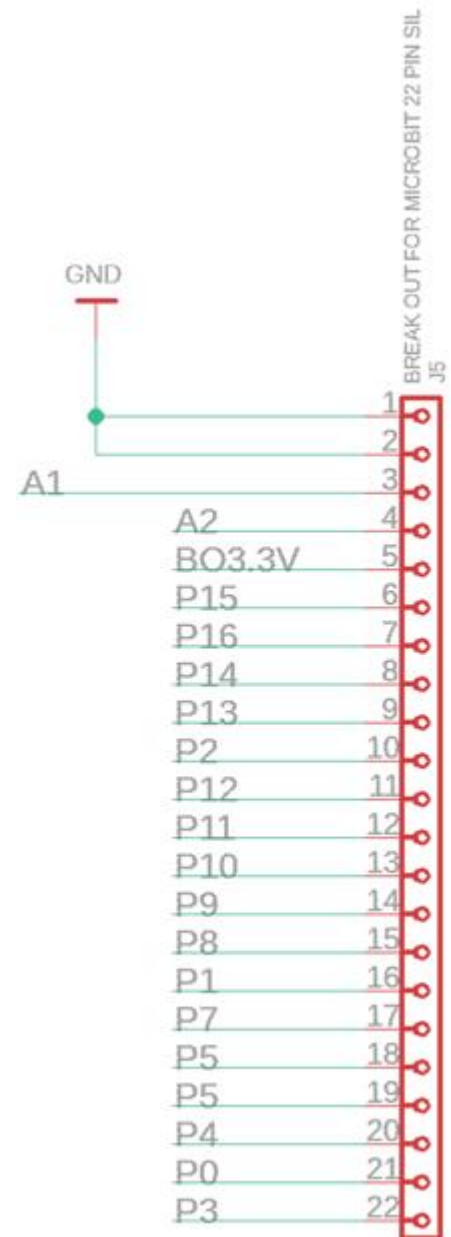 BREAK OUT FOR MICROBIT 22 PIN SIL
J5
GND
1
2
A1 3
A2 4
BO3.3V 5
P15 6
P16 7
P14 8
P13 9
P2 10
P12 11
P11 12
P10 13
P9 14
P8 15
P1 16
P7 17
P5 18
P5 19
P4 20
P0 21
P3 22